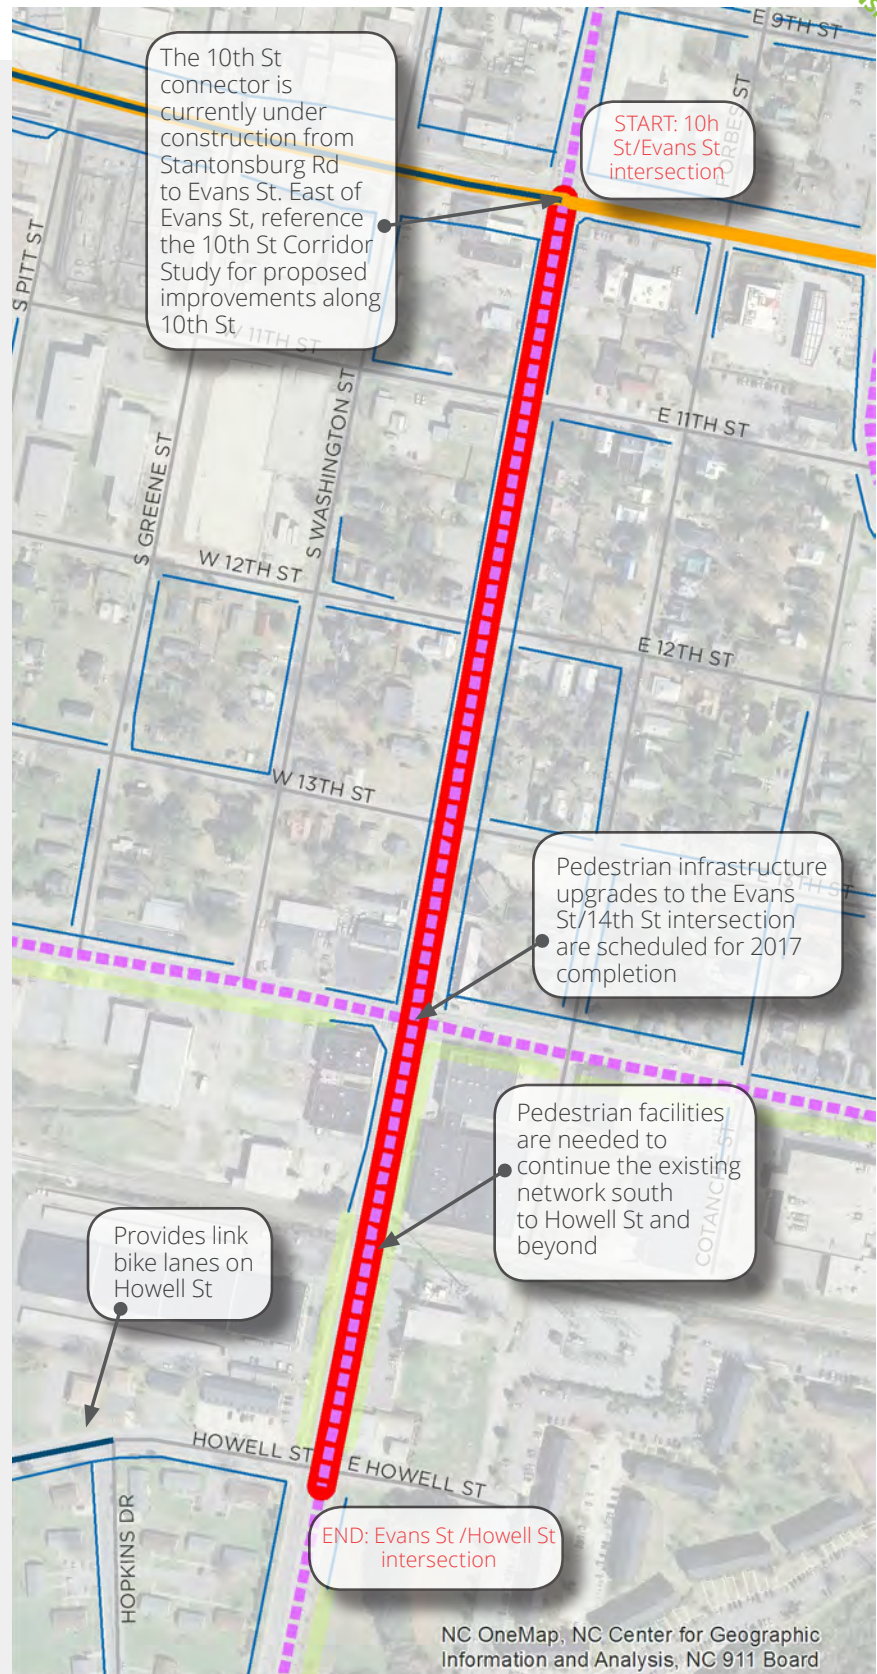 E 9TH ST
The 10th St
connector is
currently under
construction from
Stantonsburg Rd
to Evans St. East of
Evans St, reference
the 10th St Corridor
Study for proposed
improvements along
10th St
START: 10h
St/Evans St
intersection
FORBES ST
S PITT ST
W 11TH ST
E 11TH ST
S GREENE ST
S WASHINGTON ST
W 12TH ST
E 12TH ST
W 13TH ST
E 13TH ST
Pedestrian infrastructure
upgrades to the Evans
St/14th St intersection
are scheduled for 2017
completion
Pedestrian facilities
are needed to
continue the existing
network south
to Howell St and
beyond
COTANCHE ST
Provides link
bike lanes on
Howell St
HOWELL ST
E HOWELL ST
HOPKINS DR
END: Evans St /Howell St
intersection
NC OneMap, NC Center for Geographic
Information and Analysis, NC 911 Board